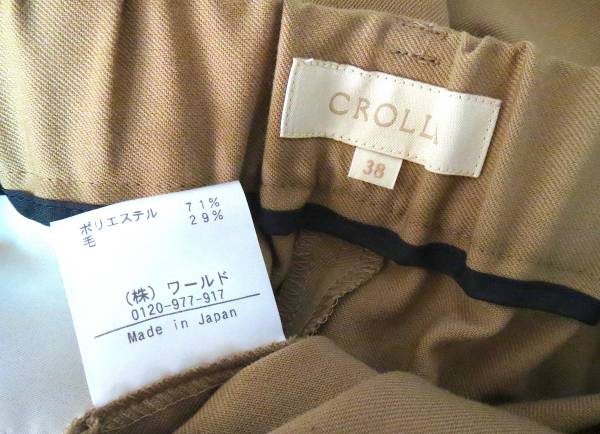 CROLLA
38
ポリエステル 71%
毛 29%
(株) ワールド
0120-977-917
Made in Japan